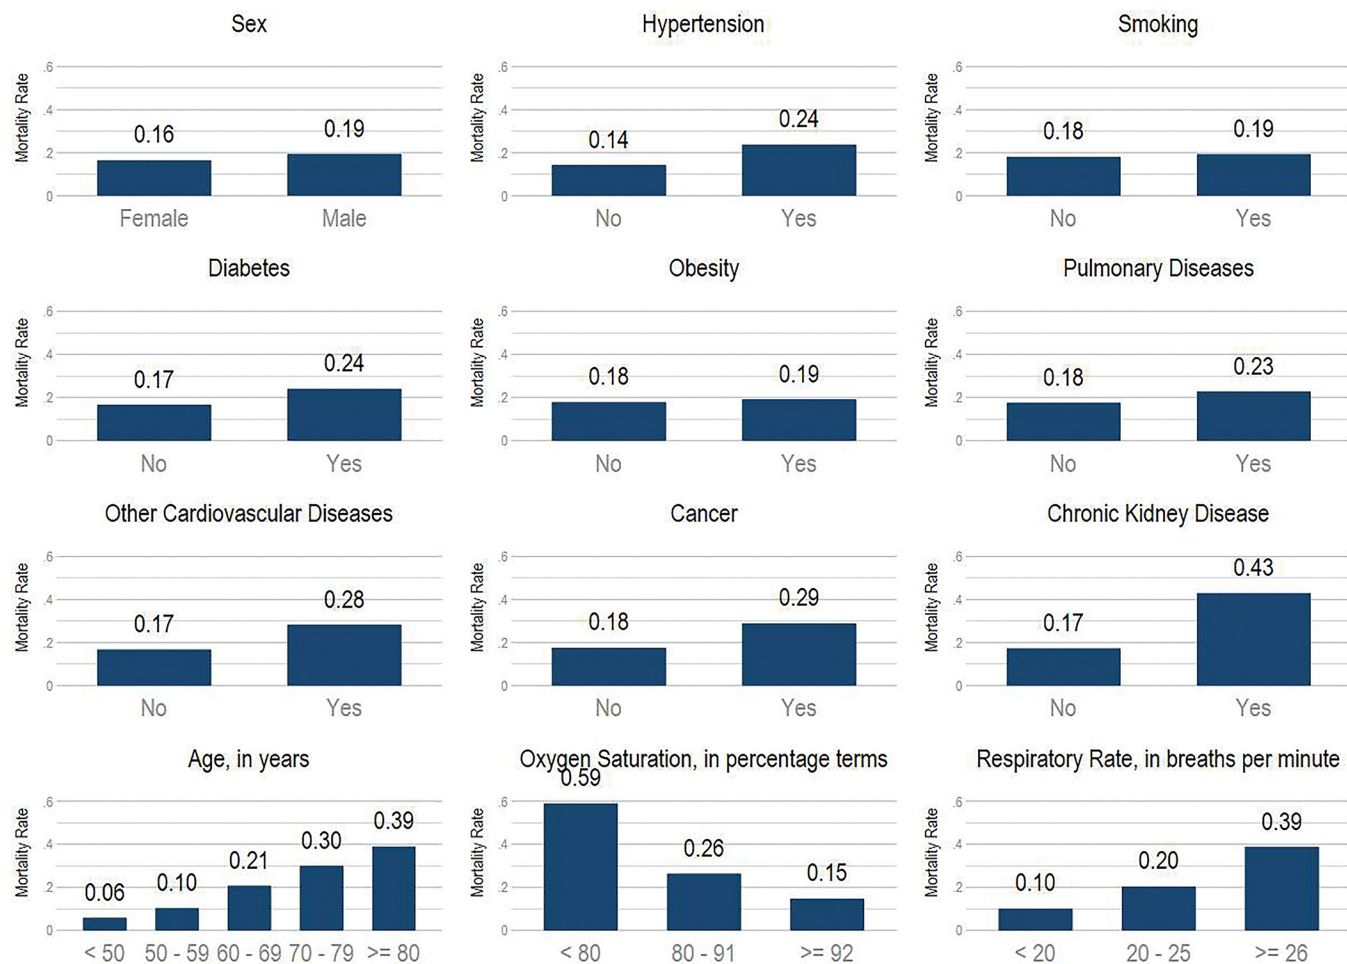 Sex
Mortality Rate
.6
.4
.2
0
0.16
0.19
Female
Male
Hypertension
Mortality Rate
.6
.4
.2
0
0.14
0.24
No
Yes
Smoking
Mortality Rate
.6
.4
.2
0
0.18
0.19
No
Yes
Diabetes
Mortality Rate
.6
.4
.2
0
0.17
0.24
No
Yes
Obesity
Mortality Rate
.6
.4
.2
0
0.18
0.19
No
Yes
Pulmonary Diseases
Mortality Rate
.6
.4
.2
0
0.18
0.23
No
Yes
Other Cardiovascular Diseases
Mortality Rate
.6
.4
.2
0
0.17
0.28
No
Yes
Cancer
Mortality Rate
.6
.4
.2
0
0.18
0.29
No
Yes
Chronic Kidney Disease
Mortality Rate
.6
.4
.2
0
0.17
0.43
No
Yes
Age, in years
Mortality Rate
.6
.4
.2
0
0.06
0.10
0.21
0.30
0.39
< 50
50 - 59
60 - 69
70 - 79
>= 80
Oxygen Saturation, in percentage terms
Mortality Rate
.6
.4
.2
0
0.59
0.26
0.15
< 80
80 - 91
>= 92
Respiratory Rate, in breaths per minute
Mortality Rate
.6
.4
.2
0
0.10
0.20
0.39
< 20
20 - 25
>= 26